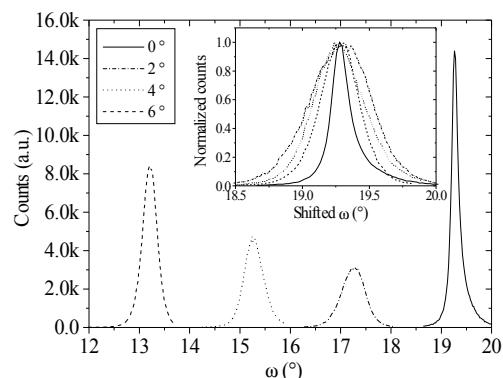 16.0k
14.0k
12.0k
10.0k
8.0k
6.0k
4.0k
2.0k
0.0
Counts (a.u.)
0 °
2 °
4 °
6 °
1.0
0.8
0.6
0.4
0.2
0.0
Normalized counts
18.5 19.0 19.5 20.0
Shifted ω (°)
12 13 14 15 16 17 18 19 20
ω (°)